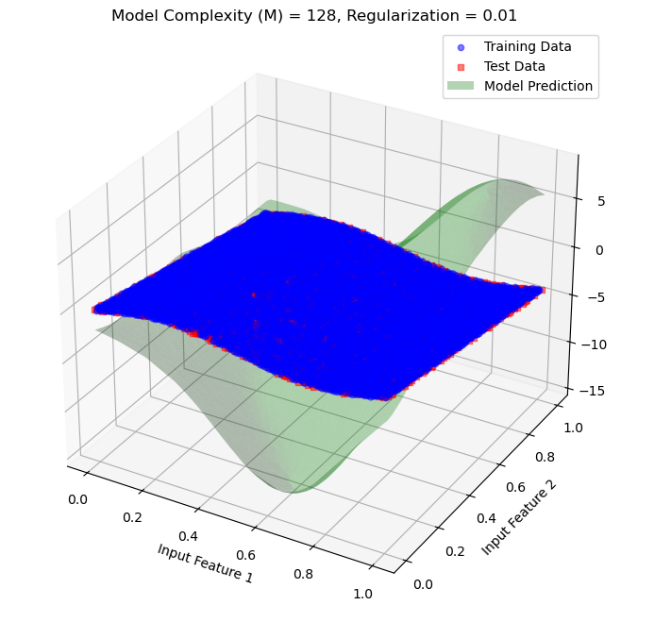 Model Complexity (M) = 128, Regularization = 0.01
Training Data
Test Data
Model Prediction
5
0
−5
−10
−15
1.0
0.8
0.6
0.4
0.2
0.0
Input Feature 2
0.0
0.2
0.4
0.6
0.8
1.0
Input Feature 1